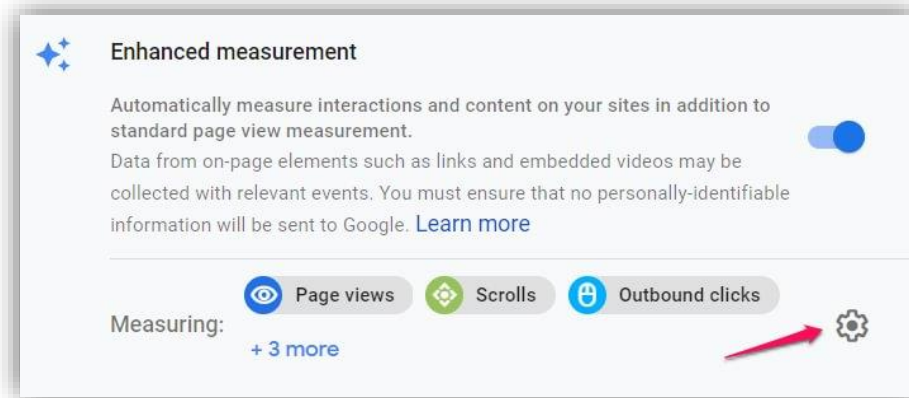 Enhanced measurement
Automatically measure interactions and content on your sites in addition to
standard page view measurement.
Data from on-page elements such as links and embedded videos may be
collected with relevant events. You must ensure that no personally-identifiable
information will be sent to Google. Learn more
Measuring:
Page views Scrolls Outbound clicks
+ 3 more